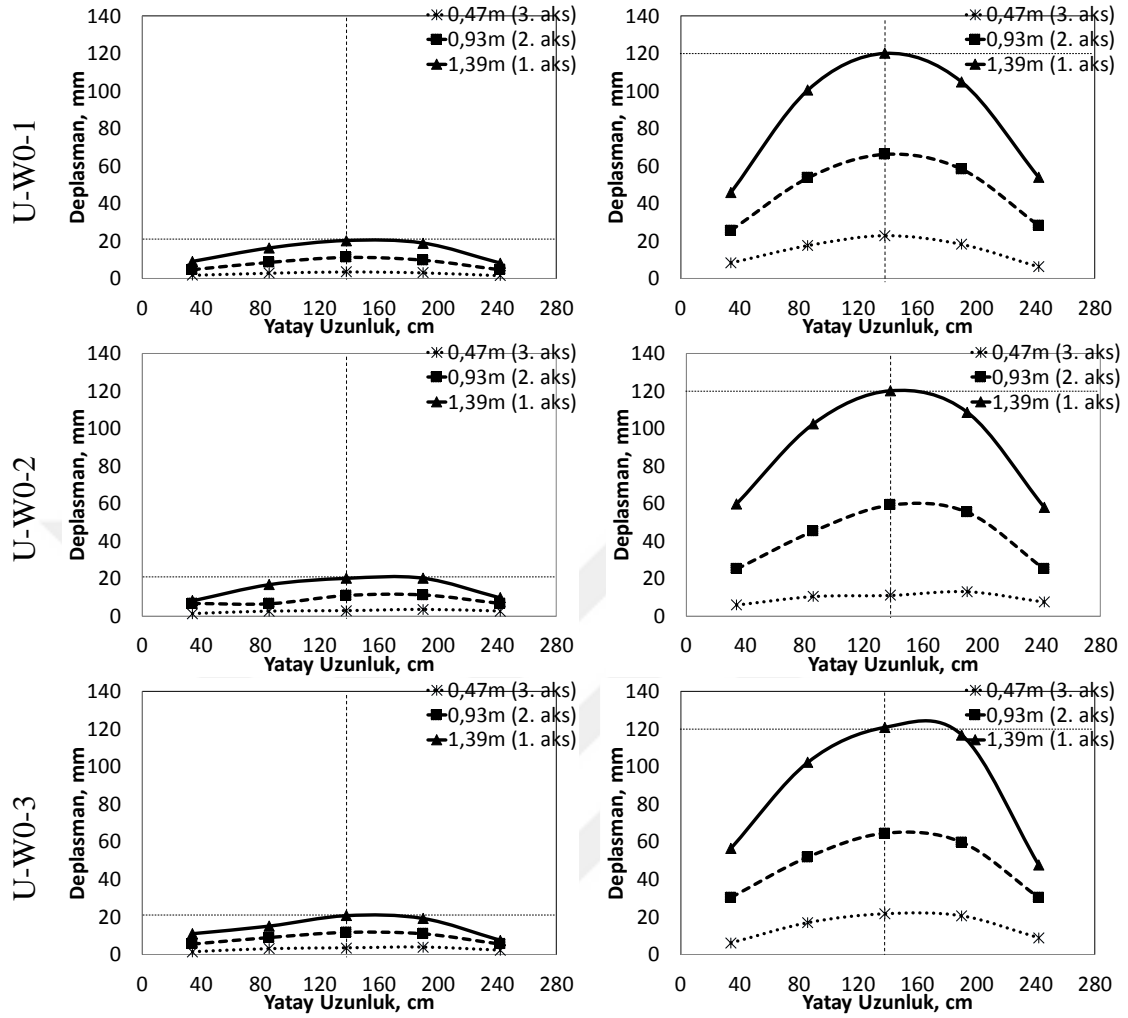 U-W0-1
Deplasman, mm
140
120
100
80
60
40
20
0
0,47m (3. aks)
0,93m (2. aks)
1,39m (1. aks)
0 40 80 120 160 200 240 280
Yatay Uzunluk, cm
Deplasman, mm
140
120
100
80
60
40
20
0
0,47m (3. aks)
0,93m (2. aks)
1,39m (1. aks)
0 40 80 120 160 200 240 280
Yatay Uzunluk, cm
U-W0-2
Deplasman, mm
140
120
100
80
60
40
20
0
0,47m (3. aks)
0,93m (2. aks)
1,39m (1. aks)
0 40 80 120 160 200 240 280
Yatay Uzunluk, cm
Deplasman, mm
140
120
100
80
60
40
20
0
0,47m (3. aks)
0,93m (2. aks)
1,39m (1. aks)
0 40 80 120 160 200 240 280
Yatay Uzunluk, cm
U-W0-3
Deplasman, mm
140
120
100
80
60
40
20
0
0,47m (3. aks)
0,93m (2. aks)
1,39m (1. aks)
0 40 80 120 160 200 240 280
Yatay Uzunluk, cm
Deplasman, mm
140
120
100
80
60
40
20
0
0,47m (3. aks)
0,93m (2. aks)
1,39m (1. aks)
0 40 80 120 160 200 240 280
Yatay Uzunluk, cm